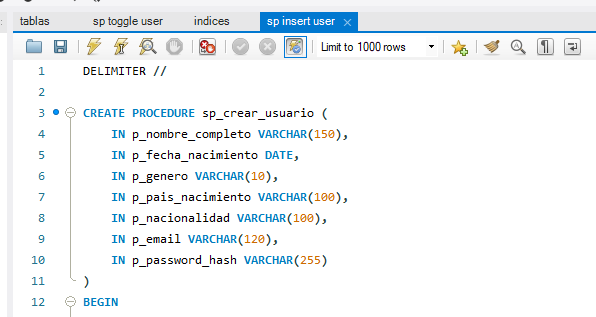 tablas sp toggle user indices sp insert user
Limit to 1000 rows
1 DELIMITER //
2
3 CREATE PROCEDURE sp_crear_usuario (
4 IN p_nombre_completo VARCHAR(150),
5 IN p_fecha_nacimiento DATE,
6 IN p_genero VARCHAR(10),
7 IN p_pais_nacimiento VARCHAR(100),
8 IN p_nacionalidad VARCHAR(100),
9 IN p_email VARCHAR(120),
10 IN p_password_hash VARCHAR(255)
11 )
12 BEGIN